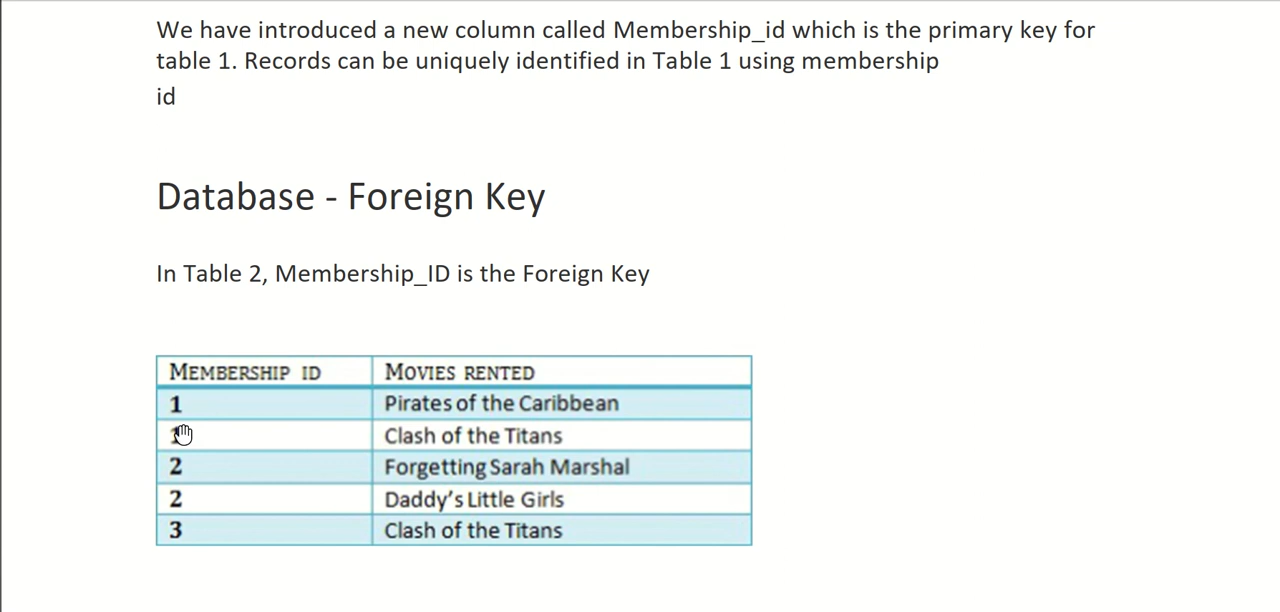 We have introduced a new column called Membership_id which is the primary key for
table 1. Records can be uniquely identified in Table 1 using membership
id
Database - Foreign Key
In Table 2, Membership_ID is the Foreign Key
MEMBERSHIP ID MOVIES RENTED
1 Pirates of the Caribbean
Clash of the Titans
2 Forgetting Sarah Marshal
2 Daddy's Little Girls
3 Clash of the Titans